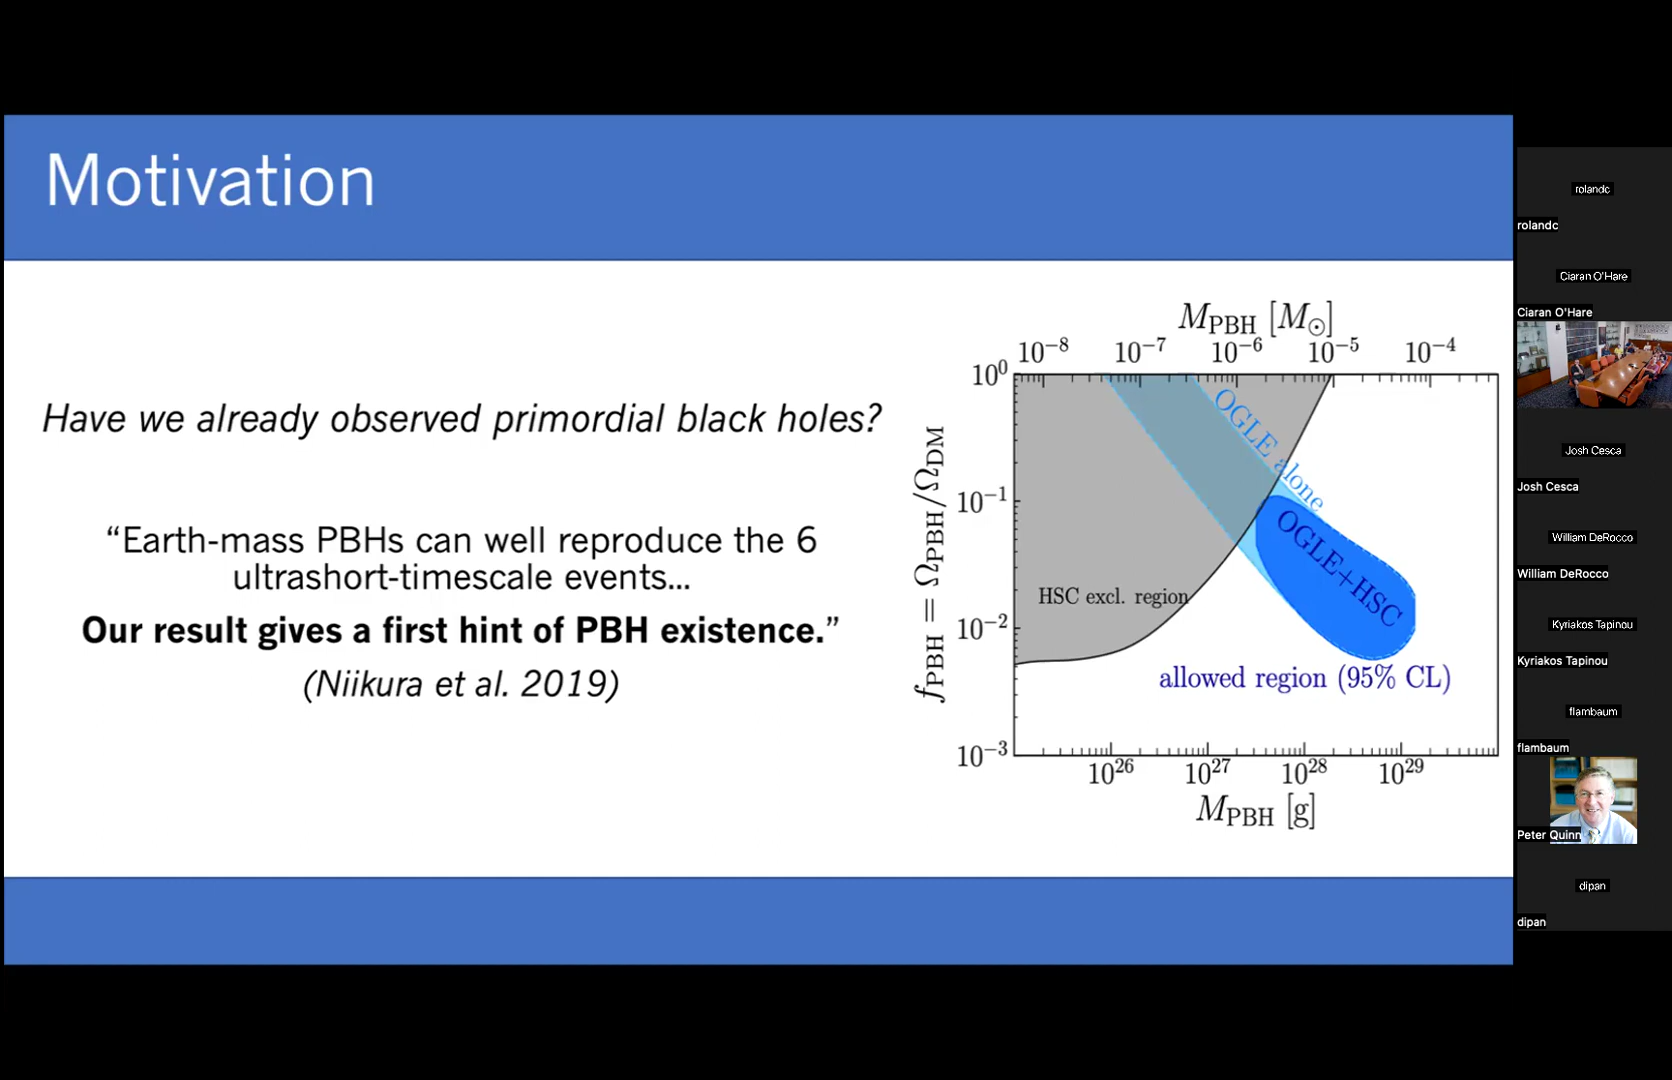 Motivation
Have we already observed primordial black holes?
“Earth-mass PBHs can well reproduce the 6
ultrashort-timescale events...
Our result gives a first hint of PBH existence.”
(Niikura et al. 2019)
M_PBH [M_⊙]
10^-8 10^-7 10^-6 10^-5 10^-4
f_PBH = Ω_PBH/Ω_DM
10^0
10^-1
10^-2
10^-3
OGLE alone
OGLE+HSC
HSC excl. region
allowed region (95% CL)
10^26 10^27 10^28 10^29
M_PBH [g]
rolandc
rolandc
Ciaran O'Hare
Ciaran O'Hare
Josh Cesca
Josh Cesca
William DeRocco
William DeRocco
Kyriakos Tapinou
Kyriakos Tapinou
flambaum
flambaum
Peter Quinn
dipan
dipan